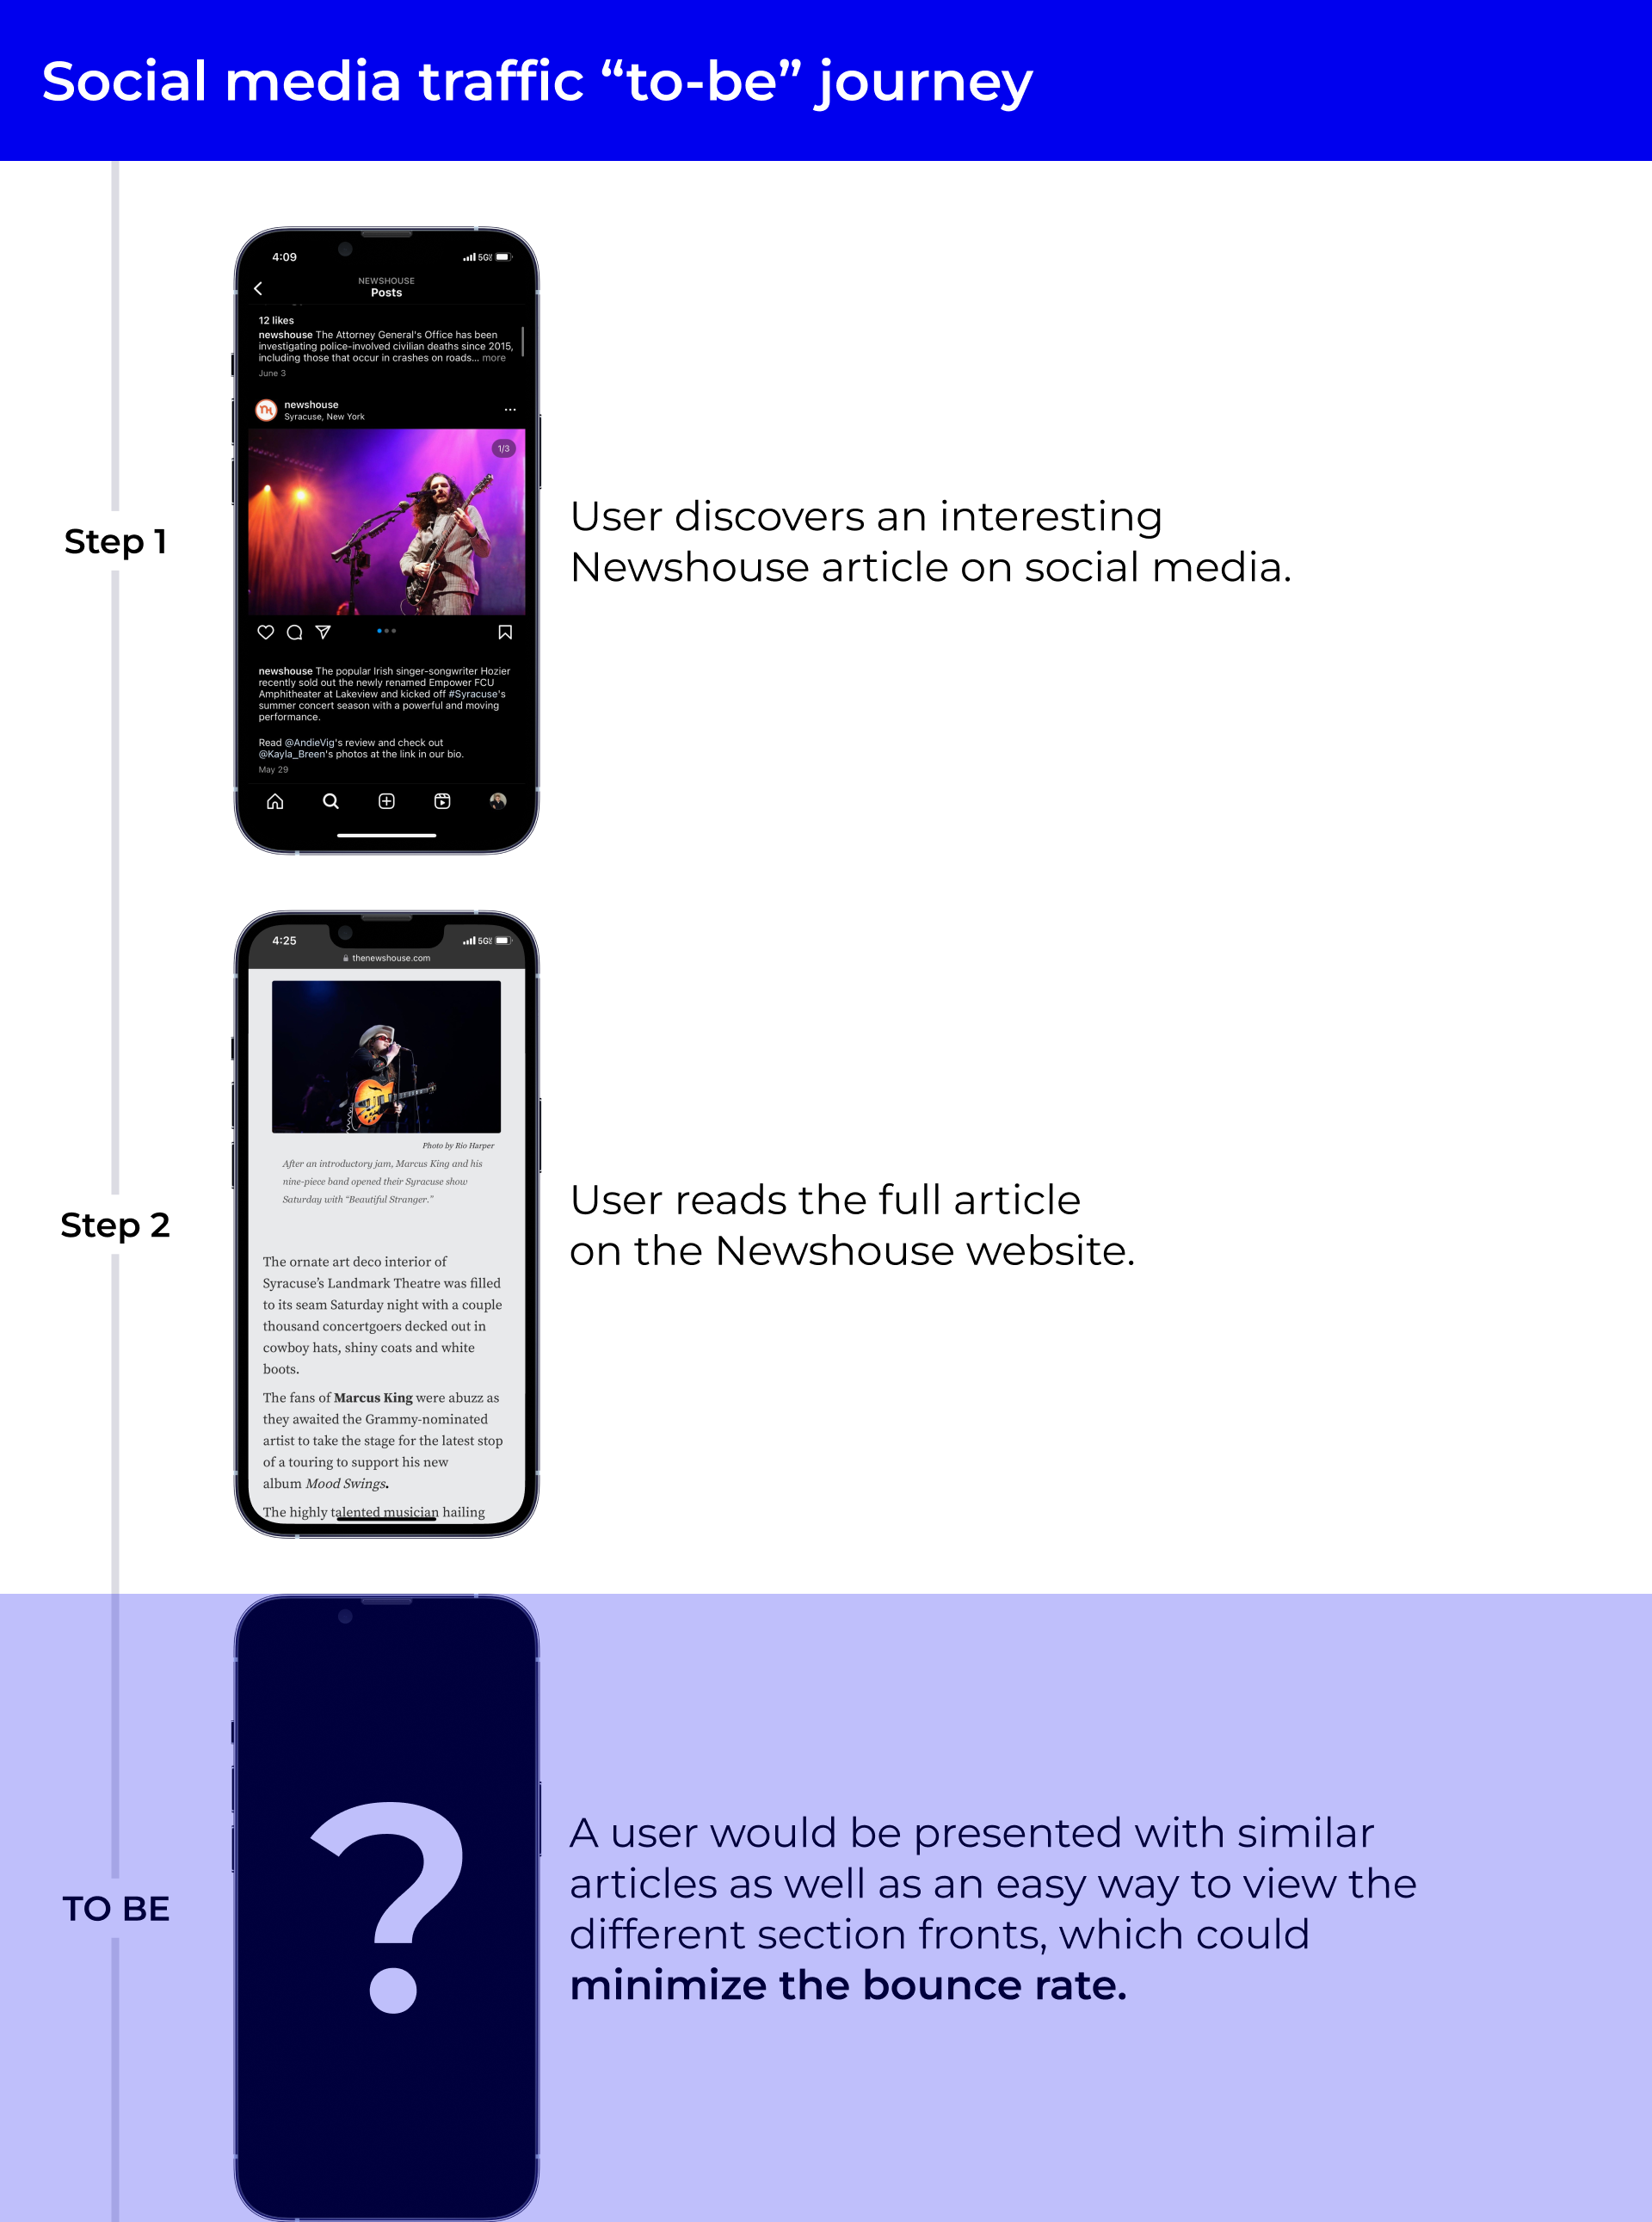 Social media traffic “to-be” journey
4:09
5G
NEWSHOUSE
Posts
12 likes
newshouse The Attorney General's Office has been
investigating police-involved civilian deaths since 2015,
including those that occur in crashes on roads... more
June 3
newshouse
Syracuse, New York
1/3
newshouse The popular Irish singer-songwriter Hozier
recently sold out the newly renamed Empower FCU
Amphitheater at Lakeview and kicked off #Syracuse's
summer concert season with a powerful and moving
performance.
Read @AndieVig's review and check out
@Kayla_Breen's photos at the link in our bio.
May 29
Step 1
User discovers an interesting
Newshouse article on social media.
4:25
5G
thenewshouse.com
Photo by Rio Harper
After an introductory jam, Marcus King and his
nine-piece band opened their Syracuse show
Saturday with “Beautiful Stranger.”
The ornate art deco interior of
Syracuse’s Landmark Theatre was filled
to its seam Saturday night with a couple
thousand concertgoers decked out in
cowboy hats, shiny coats and white
boots.
The fans of Marcus King were abuzz as
they awaited the Grammy-nominated
artist to take the stage for the latest stop
of a touring to support his new
album Mood Swings.
The highly talented musician hailing
Step 2
User reads the full article
on the Newshouse website.
TO BE
?
A user would be presented with similar
articles as well as an easy way to view the
different section fronts, which could
minimize the bounce rate.